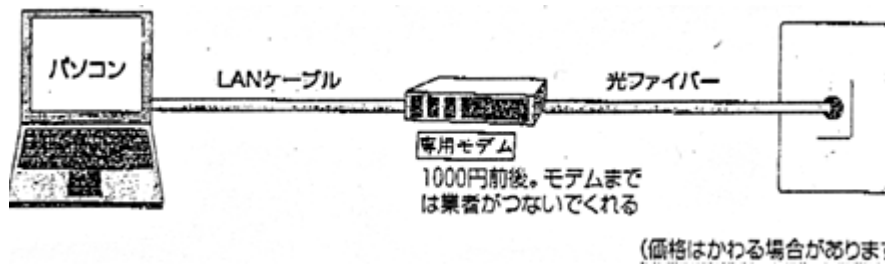 パソコン
LANケーブル
光ファイバー
専用モデム
1000円前後。モデムまで
は業者がつないでくれる
(価格はかわる場合があります